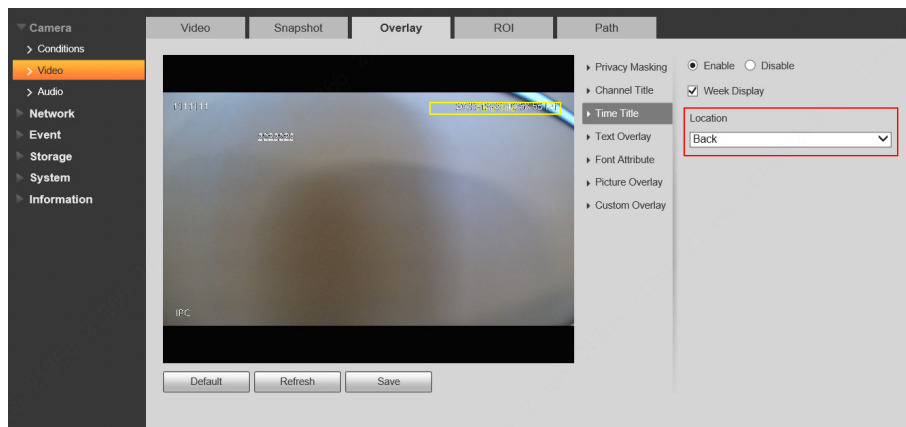 Camera
Conditions
Video
Audio
Network
Event
Storage
System
Information
Video Snapshot Overlay ROI Path
IPC
Default Refresh Save
Privacy Masking
Channel Title
Time Title
Text Overlay
Font Attribute
Picture Overlay
Custom Overlay
Enable Disable
Week Display
Location
Back